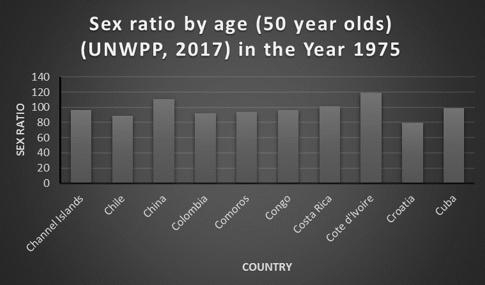 Sex ratio by age (50 year olds)
(UNWPP, 2017) in the Year 1975
SEX RATIO
140
120
100
80
60
40
20
0
Channel Islands
Chile
China
Colombia
Comoros
Congo
Costa Rica
Cote d'Ivoire
Croatia
Cuba
COUNTRY